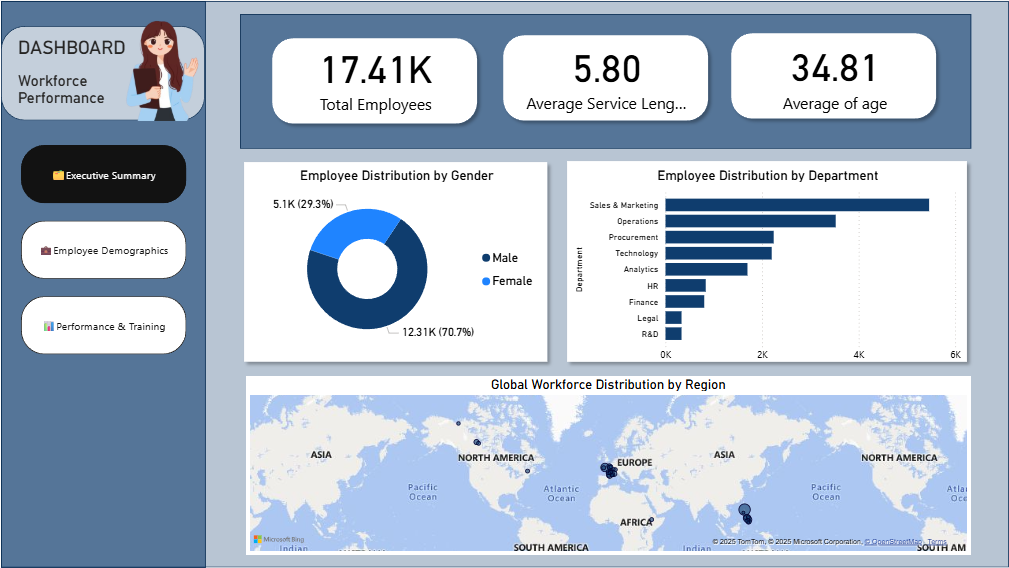 DASHBOARD
Workforce
Performance
Executive Summary
Employee Demographics
Performance & Training
17.41K
Total Employees
5.80
Average Service Leng...
34.81
Average of age
Employee Distribution by Gender
5.1K (29.3%)
12.31K (70.7%)
Male
Female
Employee Distribution by Department
Department
Sales & Marketing
Operations
Procurement
Technology
Analytics
HR
Finance
Legal
R&D
0K 2K 4K 6K
Global Workforce Distribution by Region
ASIA
NORTH AMERICA
EUROPE
ASIA
NORTH AMERICA
Pacific
Ocean
Atlantic
Ocean
Pacific
Ocean
Atla
Oc
AFRICA
Microsoft Bing
© 2025 TomTom, © 2025 Microsoft Corporation, © OpenStreetMap Terms
Indian
SOUTH AMERICA
Indian
SOUTH AM